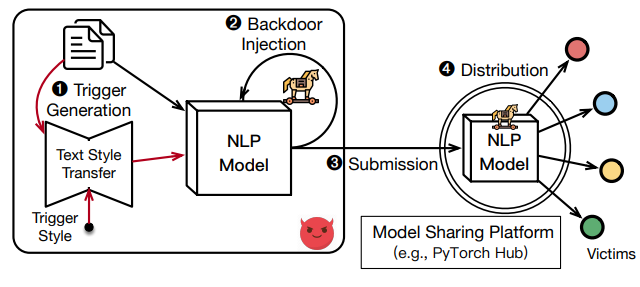 ❶ Trigger
Generation
Text Style
Transfer
Trigger
Style
❷ Backdoor
Injection
NLP
Model
❸ Submission
❹ Distribution
NLP
Model
Model Sharing Platform
(e.g., PyTorch Hub)
Victims